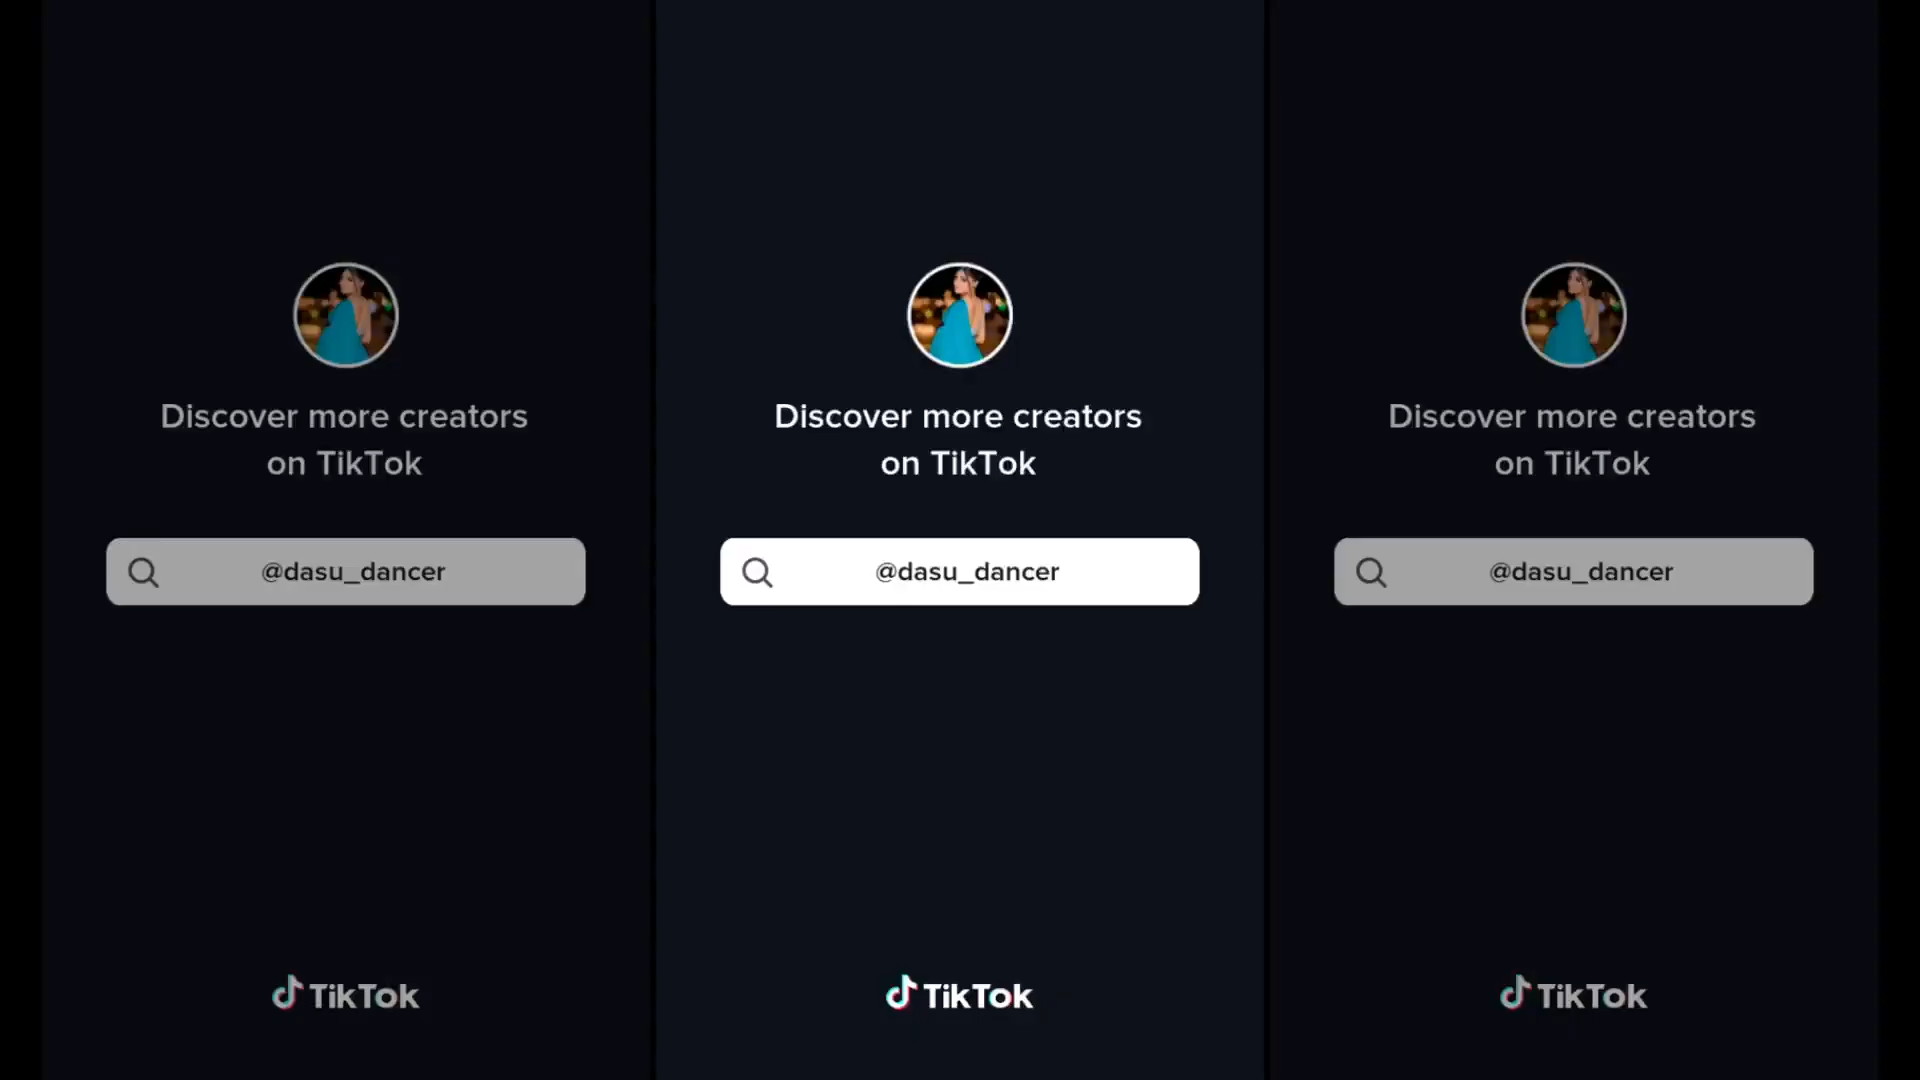 Discover more creators
on TikTok
@dasu_dancer
TikTok
Discover more creators
on TikTok
@dasu_dancer
TikTok
Discover more creators
on TikTok
@dasu_dancer
TikTok